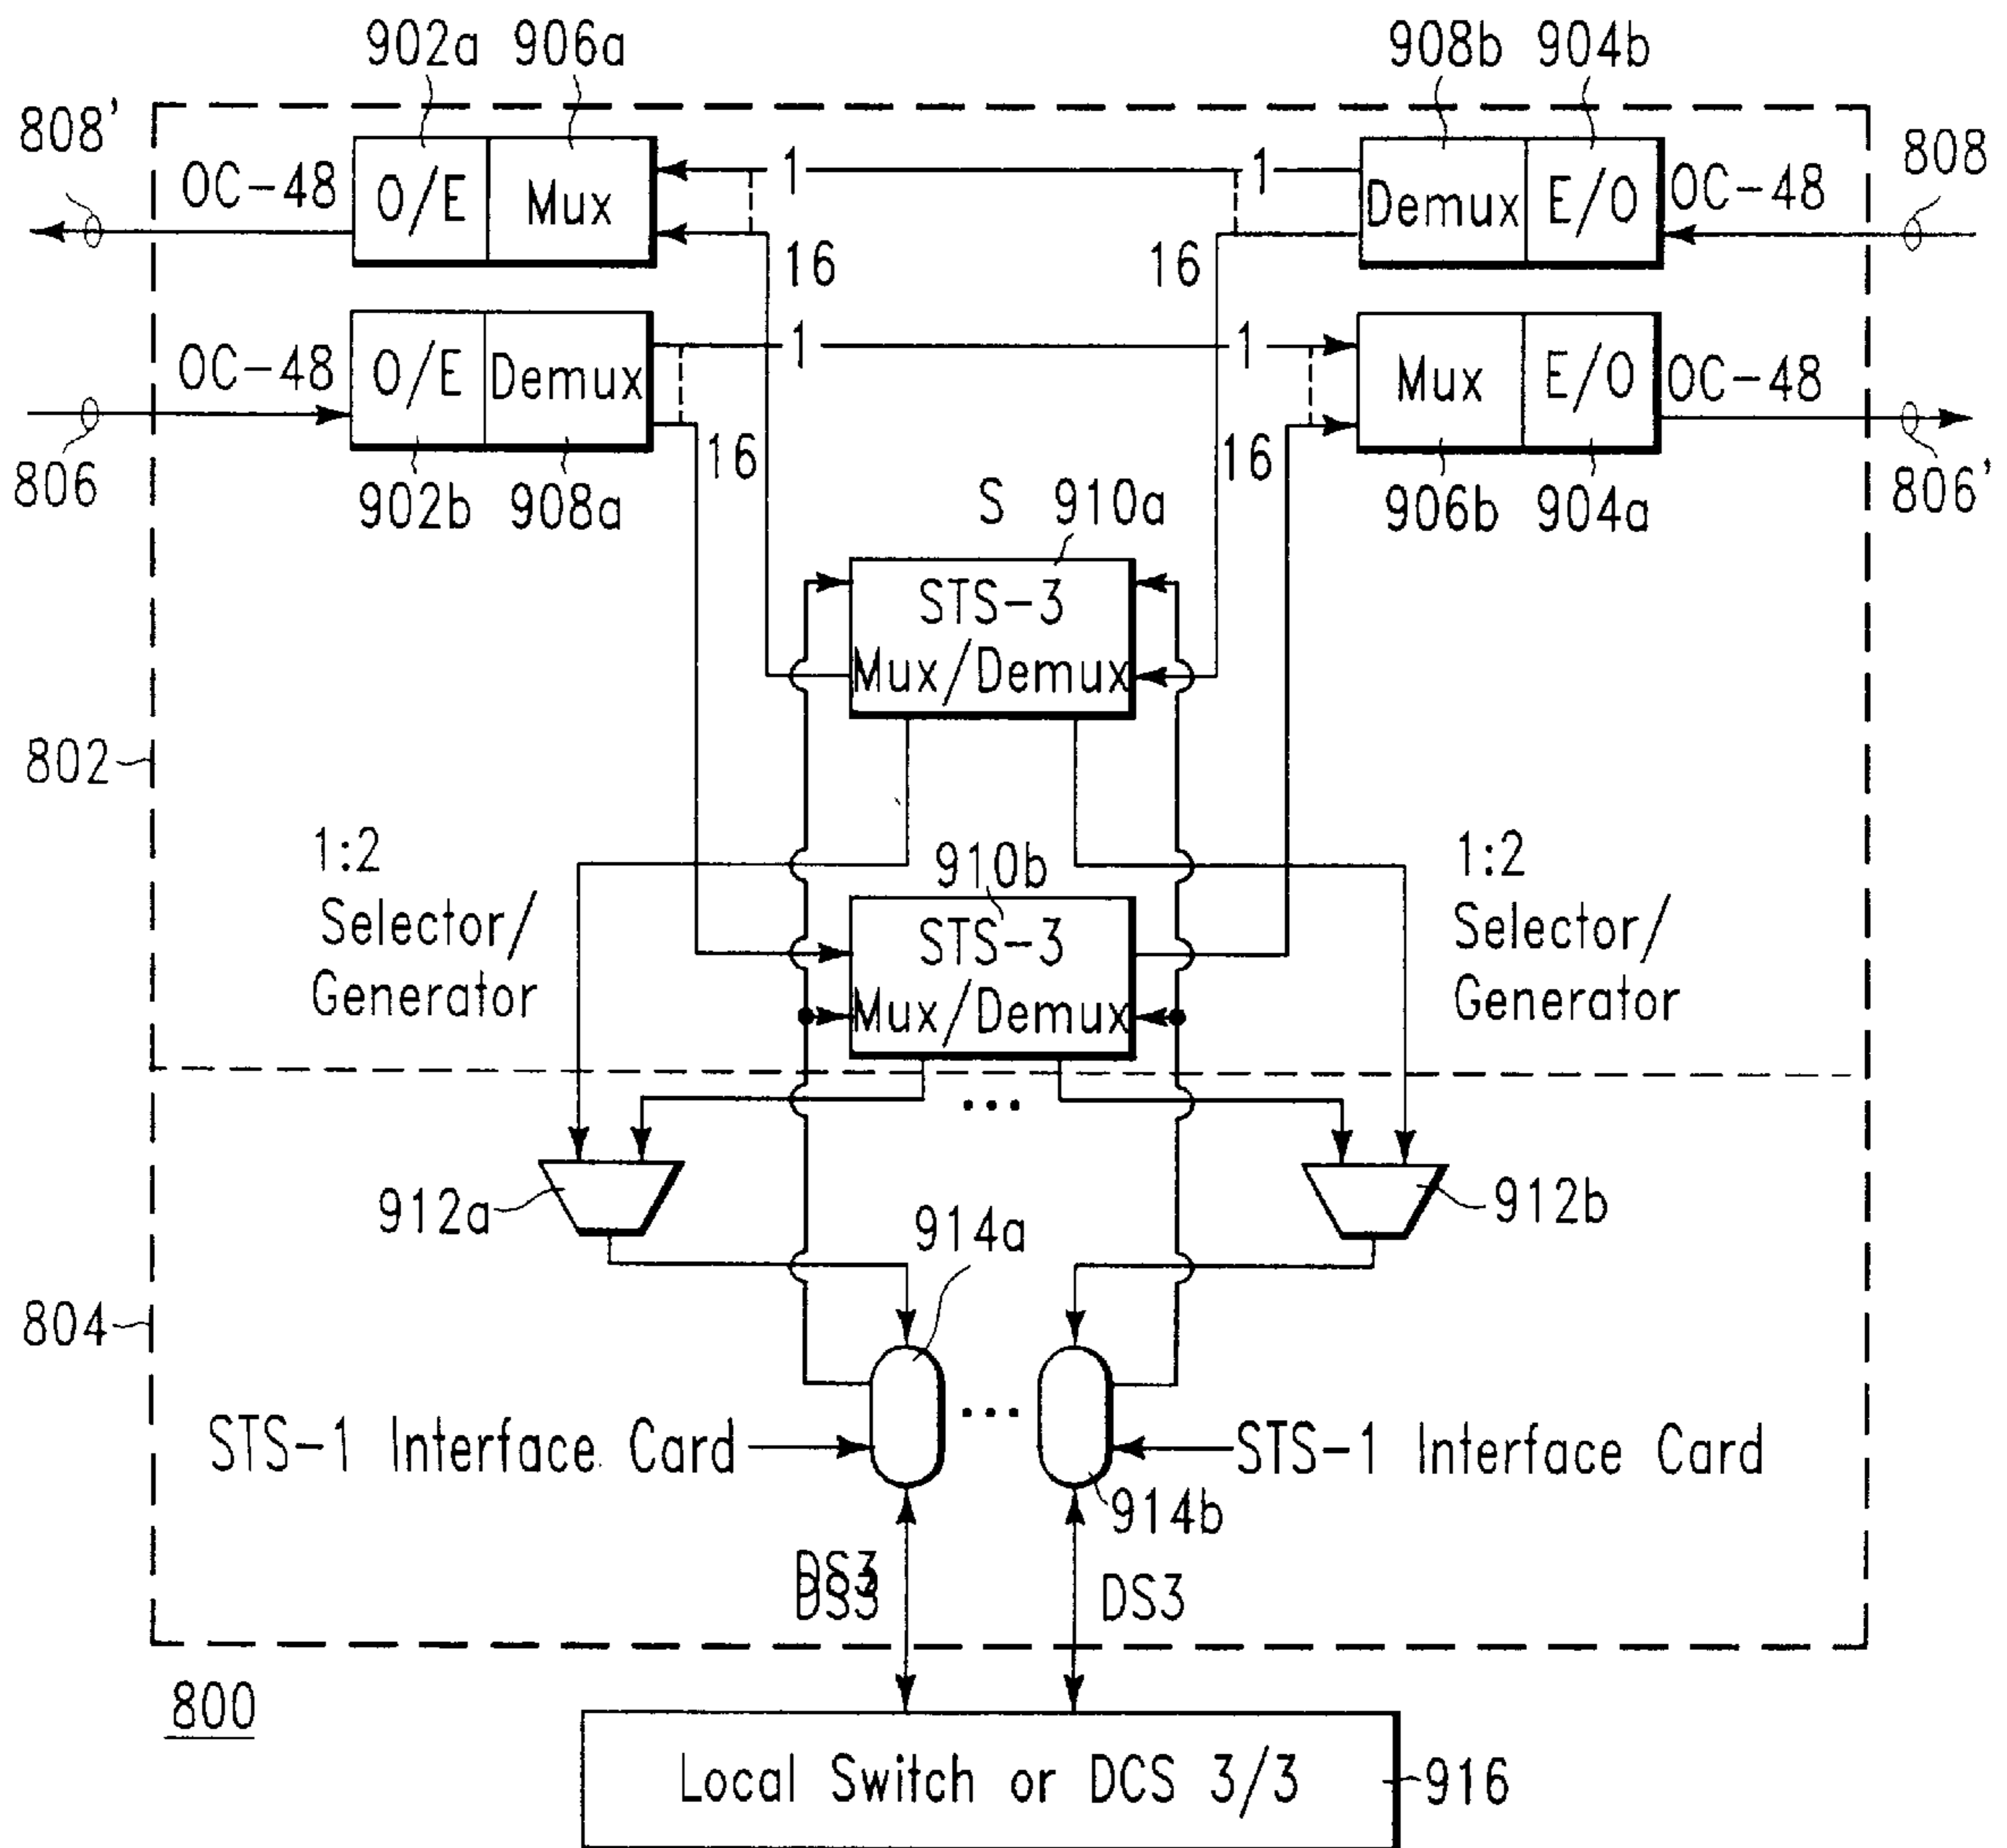 902a 906a 908b 904b
808' OC-48 O/E Mux 1 1 Demux E/O OC-48 808
16 16
806 OC-48 O/E Demux 1 1 Mux E/O OC-48 806'
16 16
902b 908a 906b 904a
S 910a
STS-3
Mux/Demux
802
1:2
Selector/
Generator
910b
STS-3
Mux/Demux
1:2
Selector/
Generator
...
912a 912b
914a
804
STS-1 Interface Card ... STS-1 Interface Card
914b
DS3
DS3 DS3
800
Local Switch or DCS 3/3 916